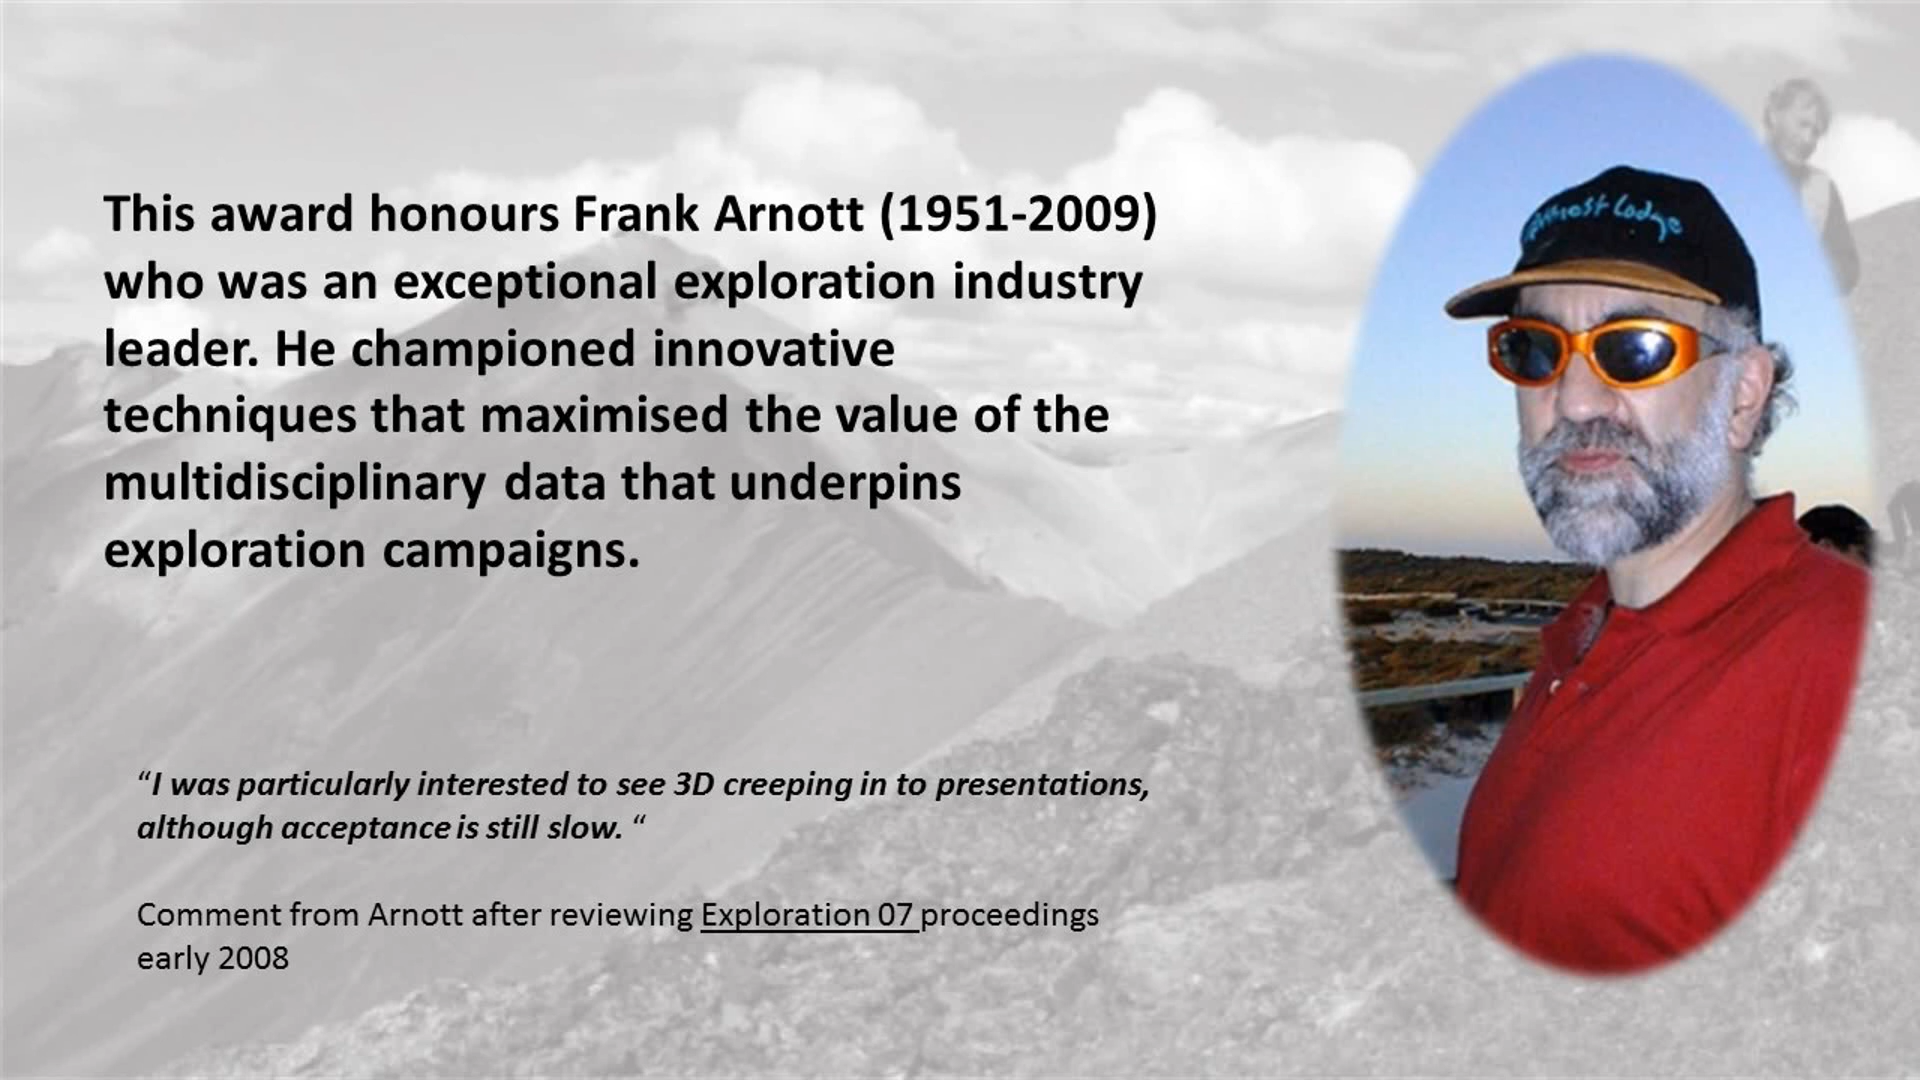 This award honours Frank Arnott (1951-2009)
who was an exceptional exploration industry
leader. He championed innovative
techniques that maximised the value of the
multidisciplinary data that underpins
exploration campaigns.
“I was particularly interested to see 3D creeping in to presentations,
although acceptance is still slow. “
Comment from Arnott after reviewing Exploration 07 proceedings
early 2008
Lodge